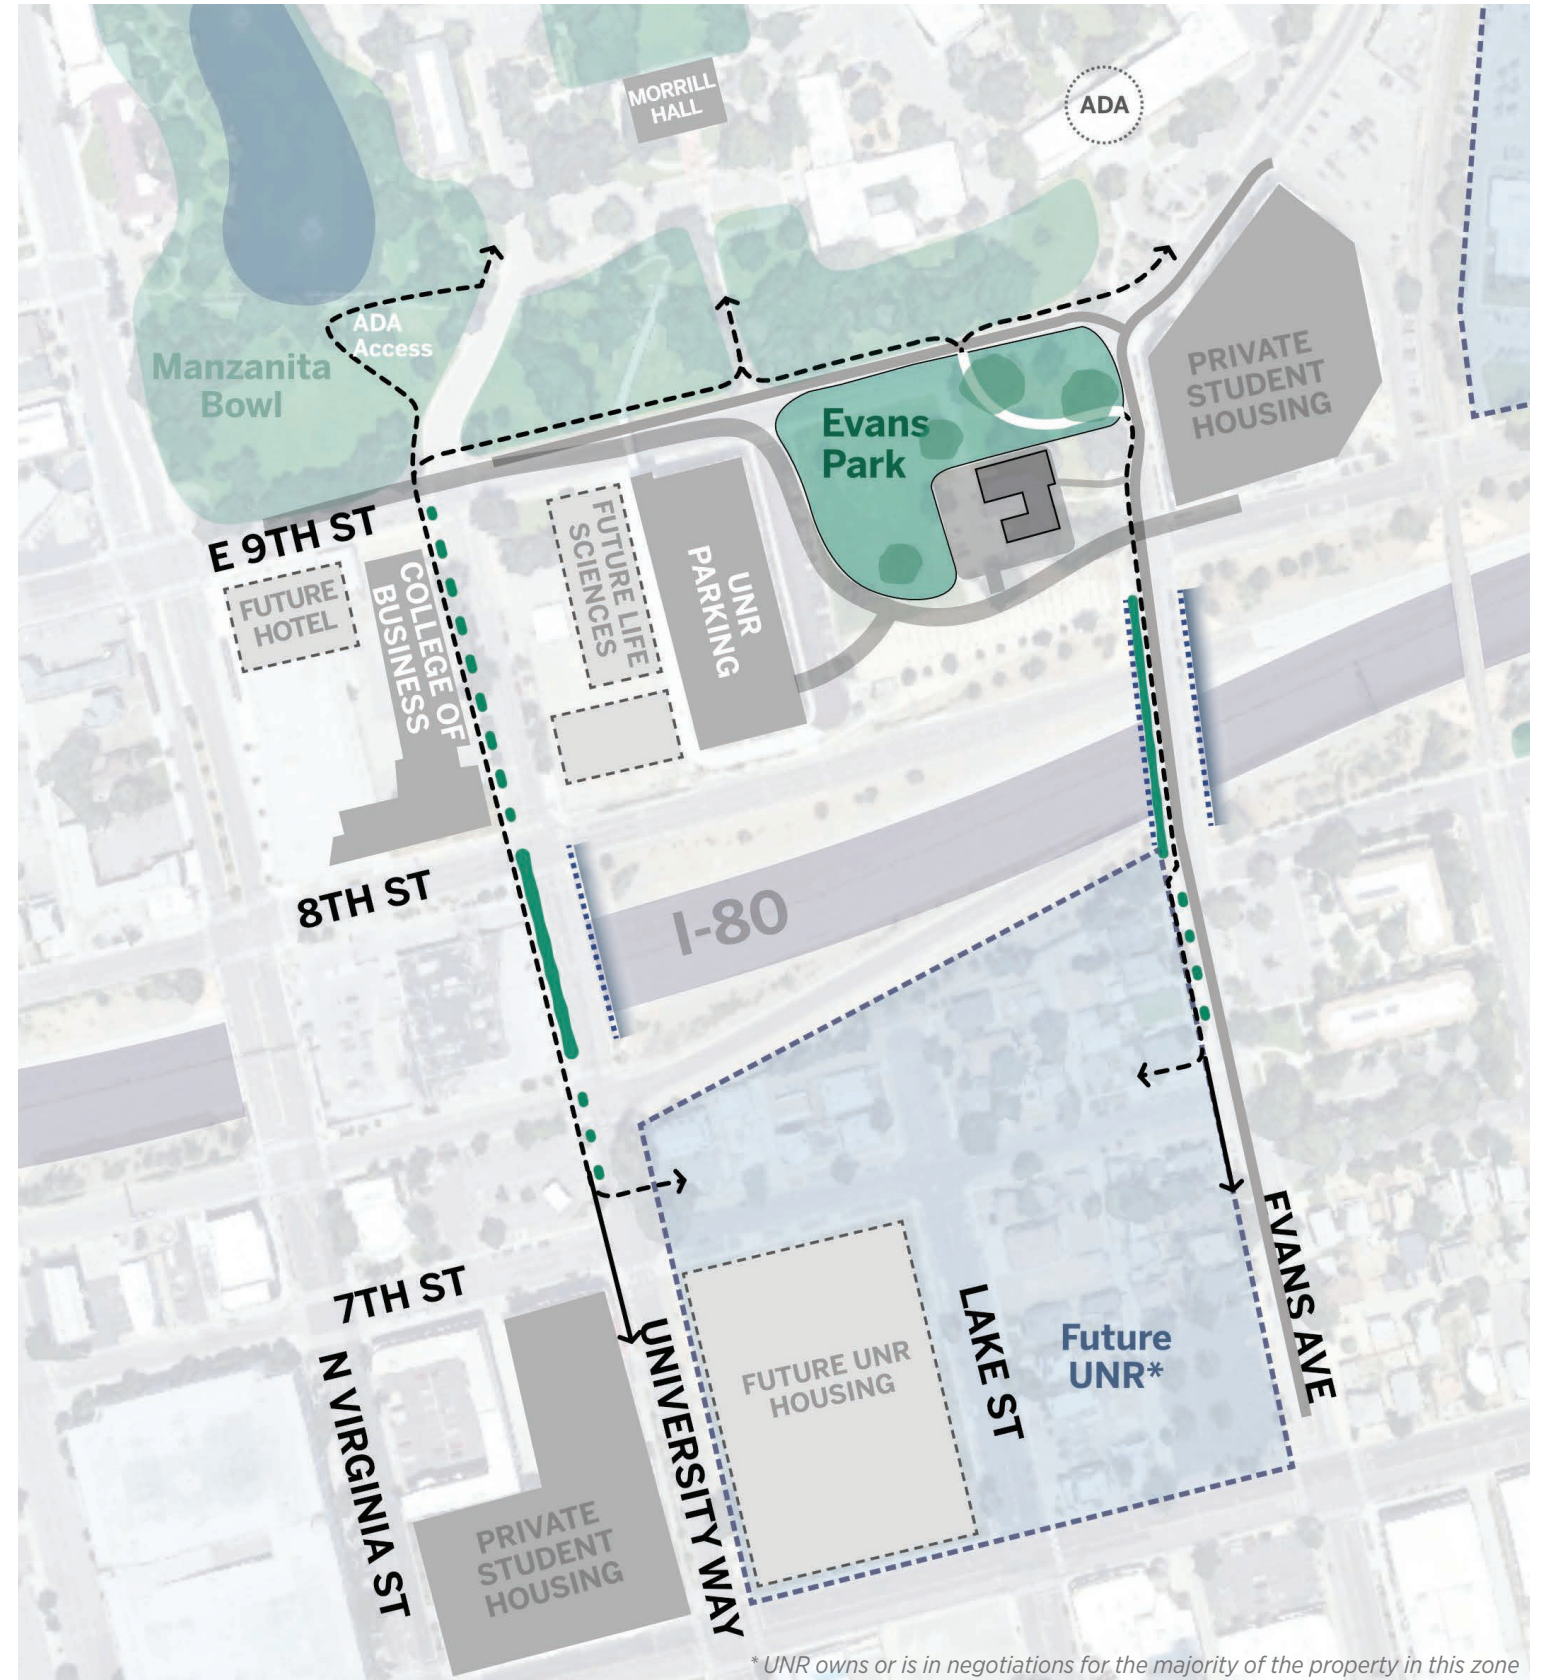 MORRILL
HALL
ADA
ADA
Access
Manzanita
Bowl
PRIVATE
STUDENT
HOUSING
Evans
Park
E 9TH ST
FUTURE
HOTEL
COLLEGE OF
BUSINESS
FUTURE LIFE
SCIENCES
UNR
PARKING
8TH ST
I-80
7TH ST
N VIRGINIA ST
UNIVERSITY WAY
FUTURE UNR
HOUSING
LAKE ST
Future
UNR*
EVANS AVE
PRIVATE
STUDENT
HOUSING
* UNR owns or is in negotiations for the majority of the property in this zone